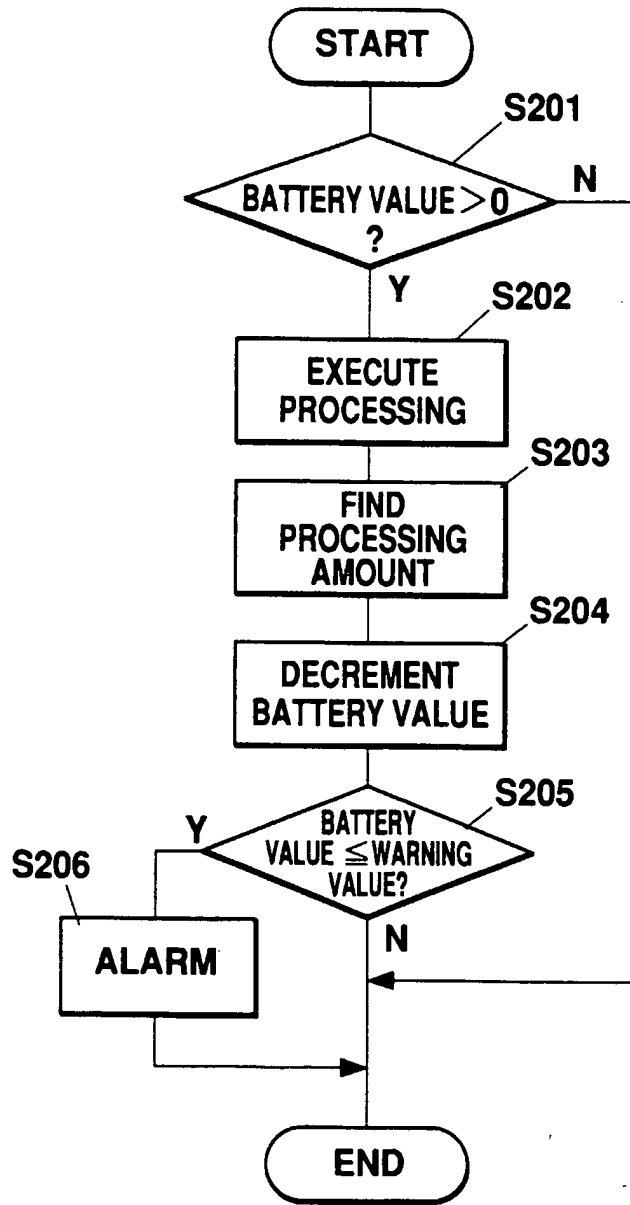 START
S201
BATTERY VALUE > 0
?
N
Y
S202
EXECUTE
PROCESSING
S203
FIND
PROCESSING
AMOUNT
S204
DECREMENT
BATTERY VALUE
S205
BATTERY
VALUE ≦ WARNING
VALUE?
Y
S206
ALARM
N
END